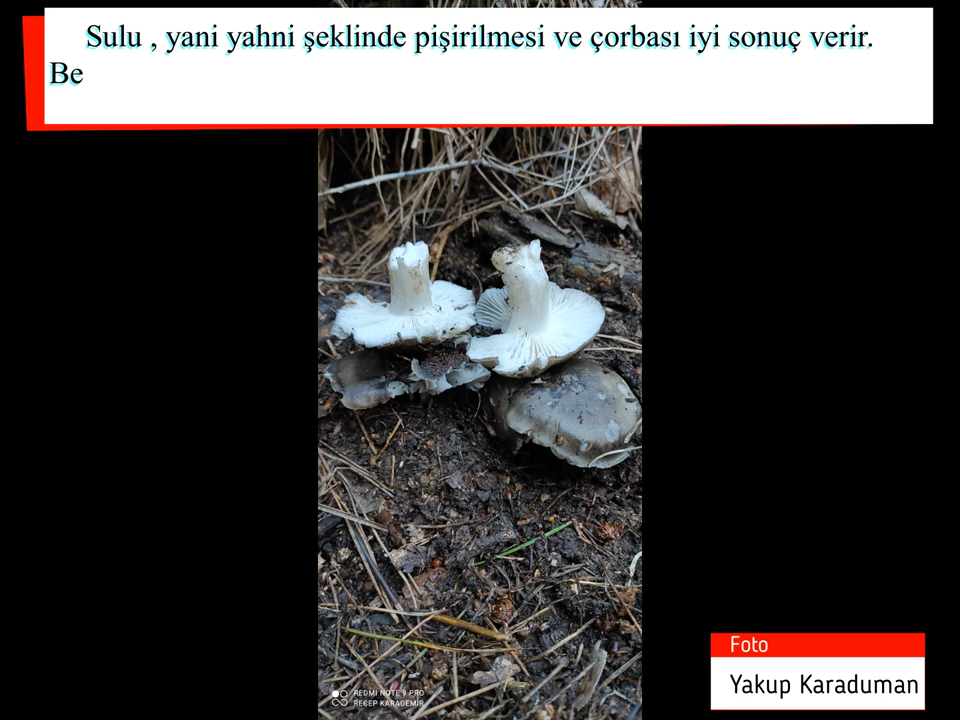 Sulu , yani yahni şeklinde pişirilmesi ve çorbası iyi sonuç verir.
Be
REDMI NOTE 9 PRO
RECEP KARADEMİR
Foto
Yakup Karaduman